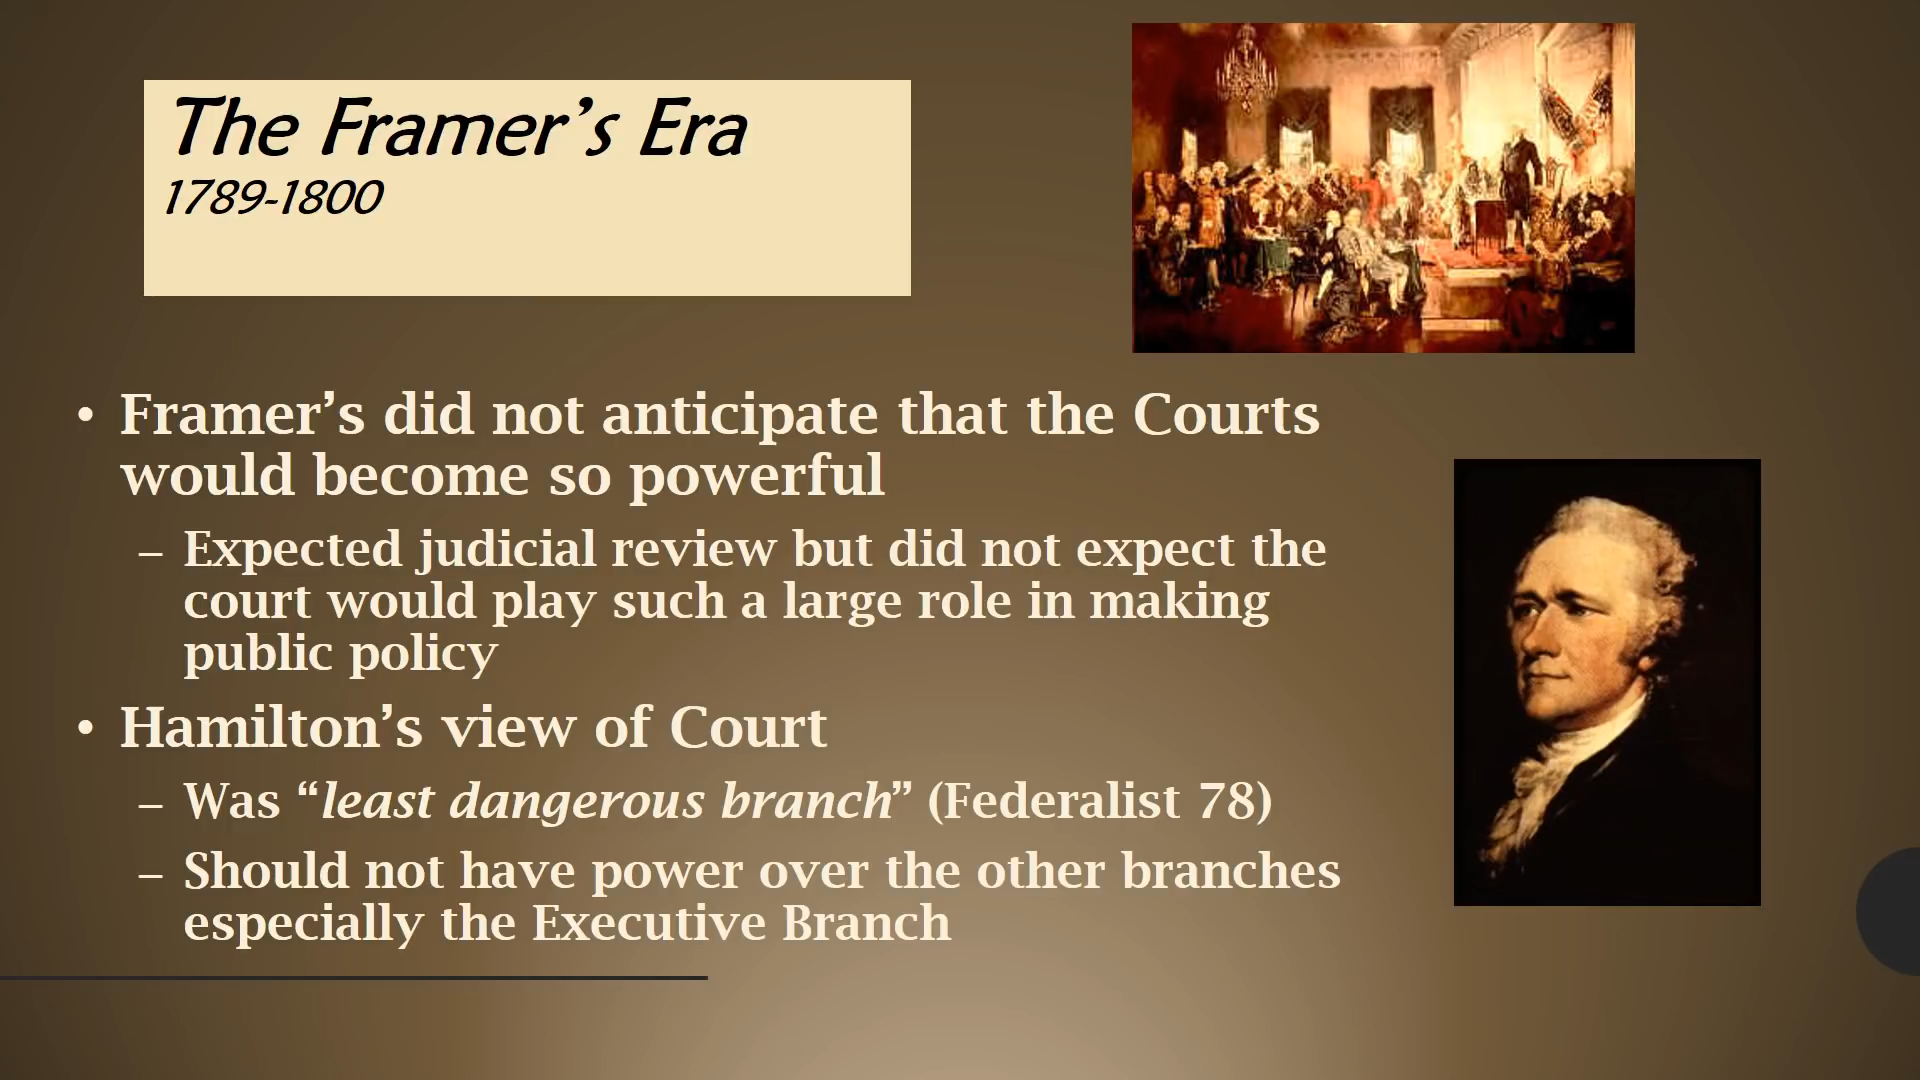 The Framer’s Era
1789-1800
• Framer’s did not anticipate that the Courts
would become so powerful
– Expected judicial review but did not expect the
court would play such a large role in making
public policy
• Hamilton’s view of Court
– Was “least dangerous branch” (Federalist 78)
– Should not have power over the other branches
especially the Executive Branch